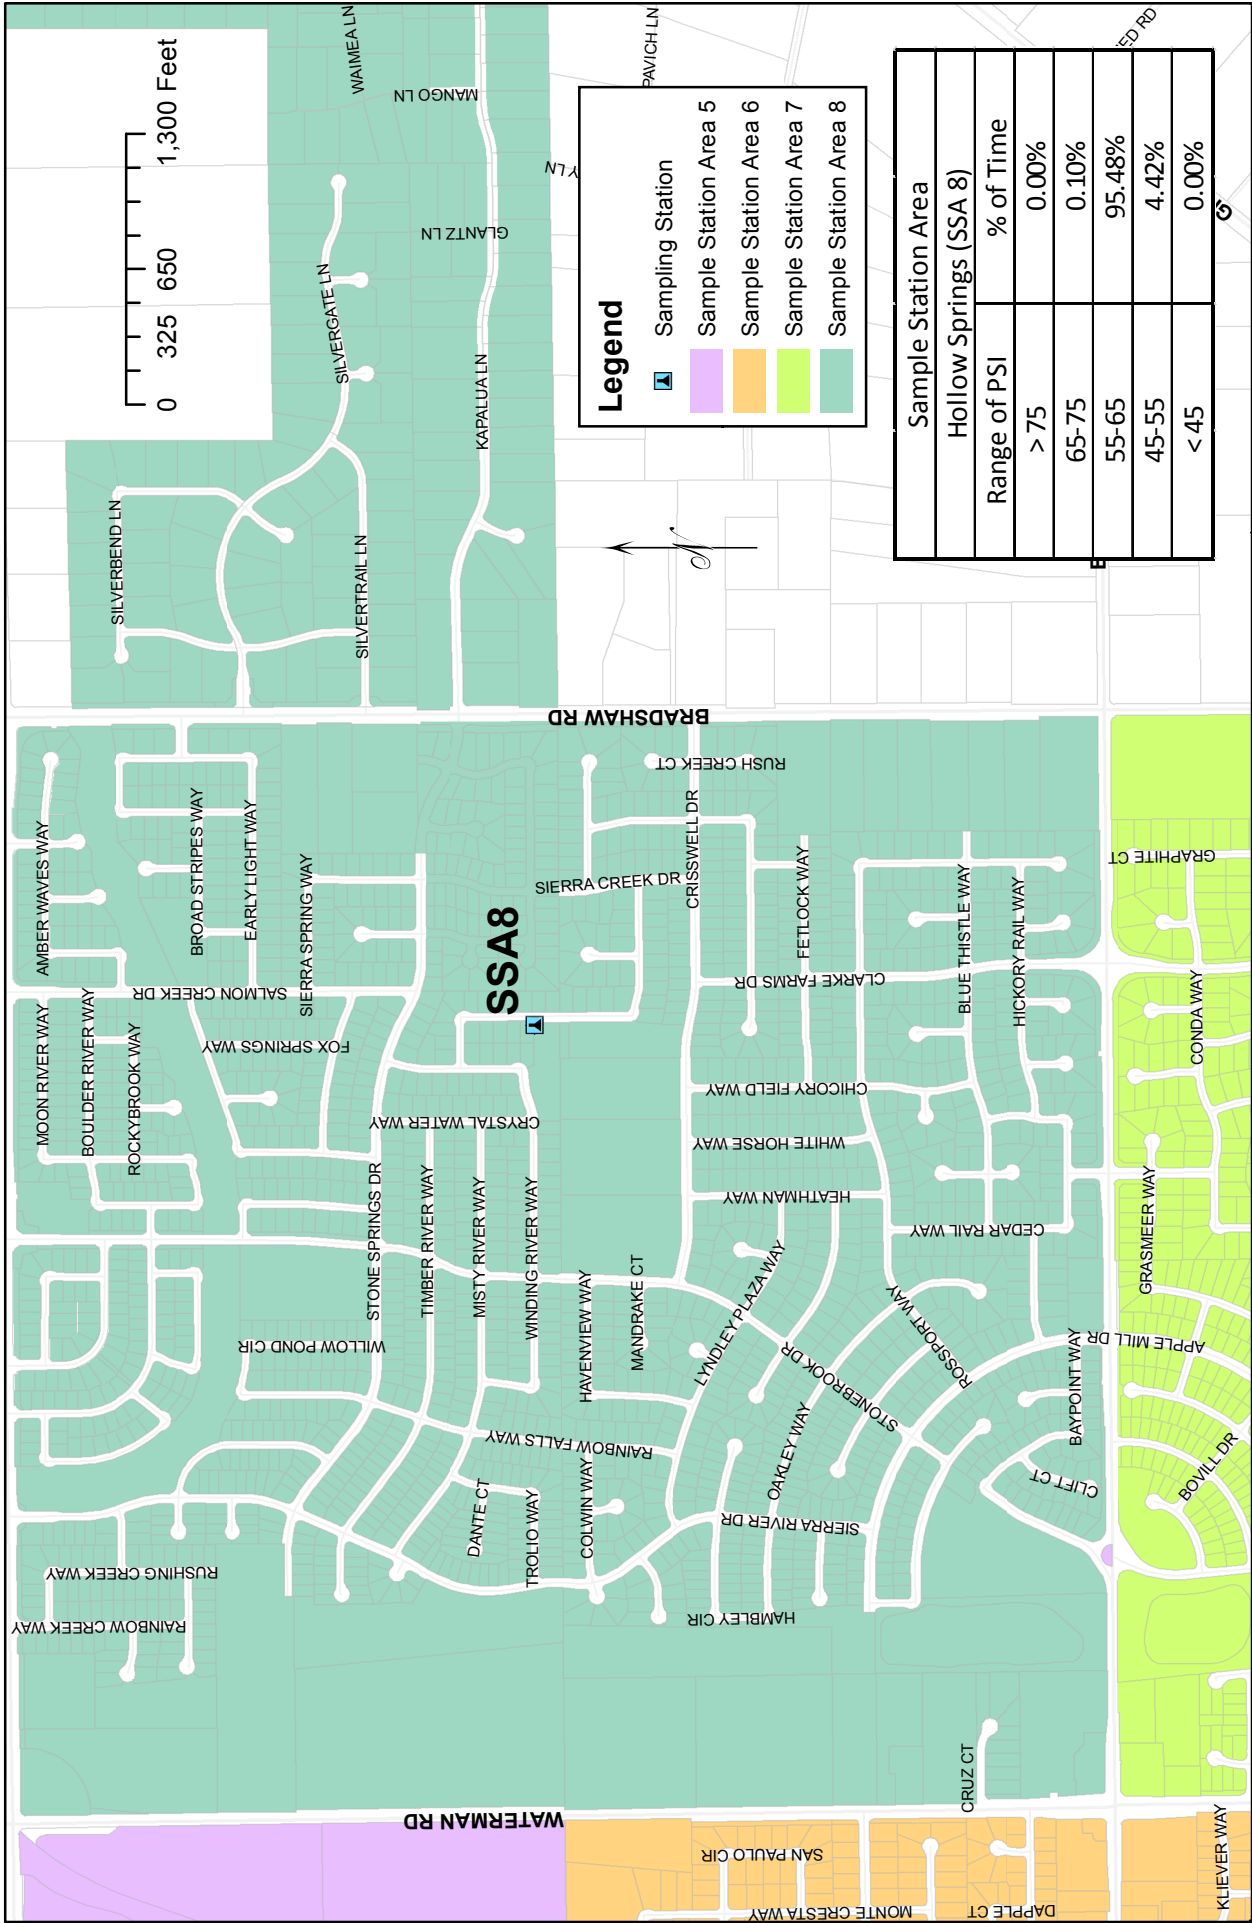 0 325 650 1,300 Feet
WAIMEA LN
MANGO LN
GLANTZ LN
SILVERGATE LN
KAPALUA LN
SILVERBEND LN
SILVERTRAIL LN
PAVICH LN
Y LN
ED RD
Legend
Sampling Station
Sample Station Area 5
Sample Station Area 6
Sample Station Area 7
Sample Station Area 8
Sample Station Area
Hollow Springs (SSA 8)
Range of PSI % of Time
> 75 0.00%
65-75 0.10%
55-65 95.48%
45-55 4.42%
< 45 0.00%
N
BRADSHAW RD
AMBER WAVES WAY
BROAD STRIPES WAY
EARLY LIGHT WAY
SIERRA SPRING WAY
SALMON CREEK DR
MOON RIVER WAY
BOULDER RIVER WAY
ROCKYBROOK WAY
FOX SPRINGS WAY
SSA8
SIERRA CREEK DR
RUSH CREEK CT
CRISSWELL DR
FETLOCK WAY
CLARKE FARMS DR
BLUE THISTLE WAY
HICKORY RAIL WAY
GRAPHITE CT
CONDA WAY
CRYSTAL WATER WAY
STONE SPRINGS DR
TIMBER RIVER WAY
MISTY RIVER WAY
WINDING RIVER WAY
CHICORY FIELD WAY
WHITE HORSE WAY
HEATHMAN WAY
CEDAR RAIL WAY
GRASMEER WAY
WILLOW POND CIR
HAVENVIEW WAY
MANDRAKE CT
LYNDLEY PLAZA WAY
STONEBROOK DR
ROSSPORT WAY
APPLE MILL DR
BAYPOINT WAY
RAINBOW FALLS WAY
OAKLEY WAY
CLIFT CT
BOVILL DR
DANTE CT
TROLIO WAY
COLWIN WAY
SIERRA RIVER DR
RUSHING CREEK WAY
RAINBOW CREEK WAY
HAMBLEY CIR
CRUZ CT
WATERMAN RD
SAN PAULO CIR
MONTE CRESTA WAY
DAPPLE CT
KLIEVER WAY